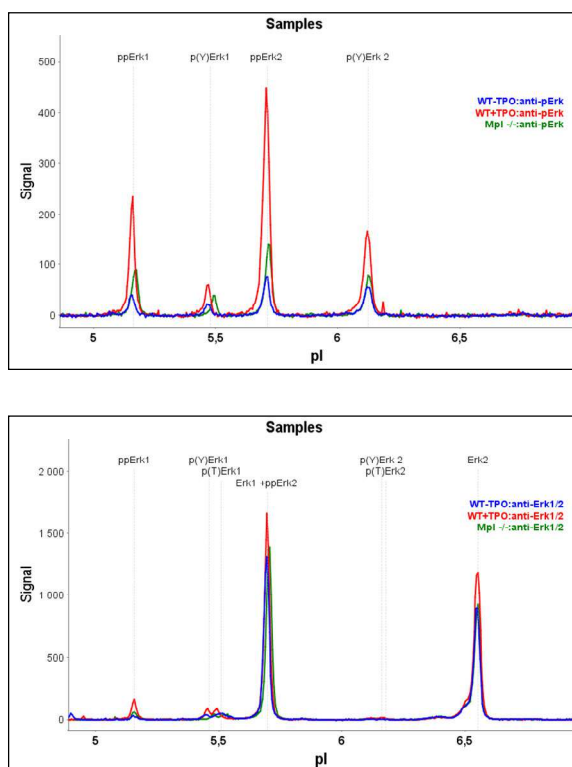 Samples
ppErk1 p(Y)Erk1 ppErk2 p(Y)Erk 2
500
400
300
200
100
0
Signal
WT-TPO:anti-pErk
WT+TPO:anti-pErk
Mpl -/-:anti-pErk
5 5,5 6 6,5
pI
Samples
ppErk1 p(Y)Erk1 p(Y)Erk 2 Erk2
p(T)Erk1 p(T)Erk2
Erk1 +ppErk2
2 000
1 500
1 000
500
0
Signal
WT-TPO:anti-Erk1/2
WT+TPO:anti-Erk1/2
Mpl -/-:anti-Erk1/2
5 5,5 6 6,5
pI